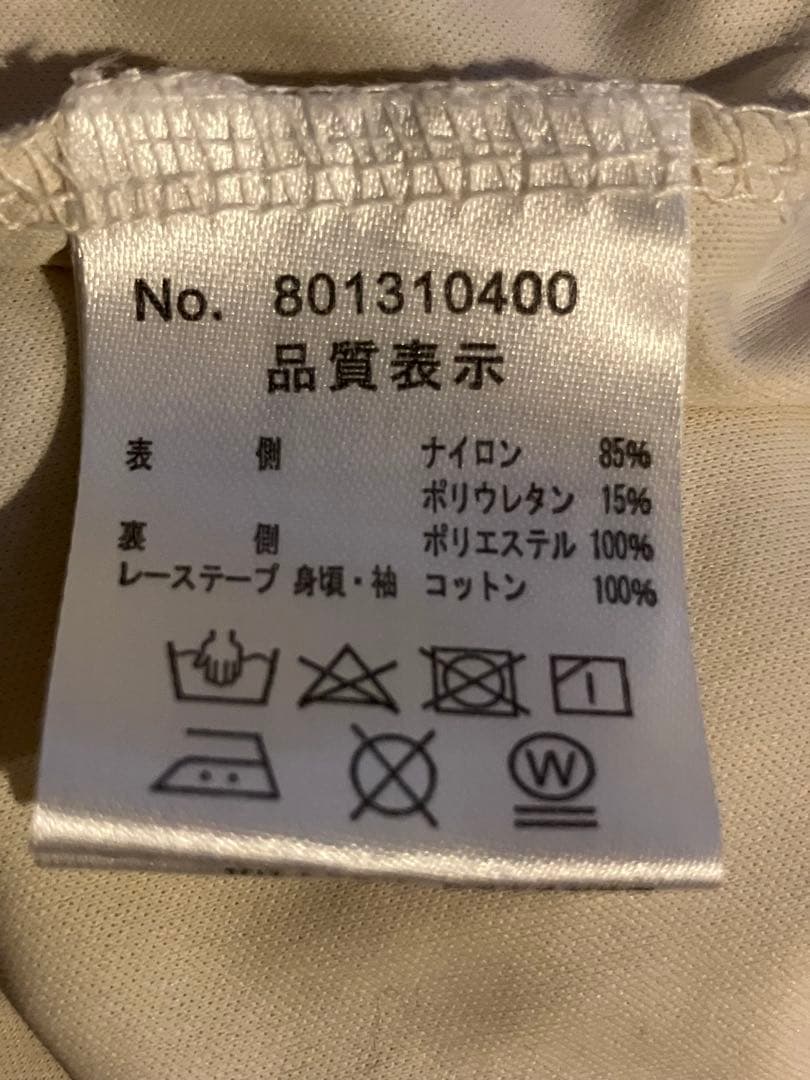 No. 801310400
品質表示
表 側 ナイロン 85%
ポリウレタン 15%
裏 側 ポリエステル 100%
レーステープ 身頃・袖 コットン 100%
W